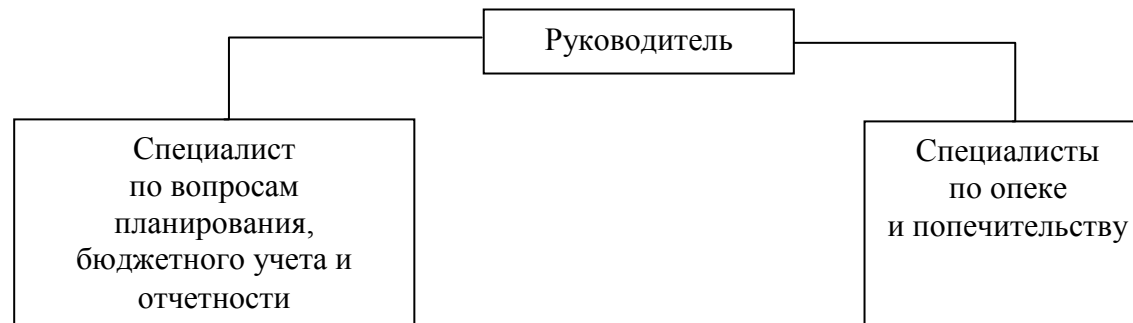 Руководитель
Специалист
по вопросам
планирования,
бюджетного учета и
отчетности
Специалисты
по опеке
и попечительству